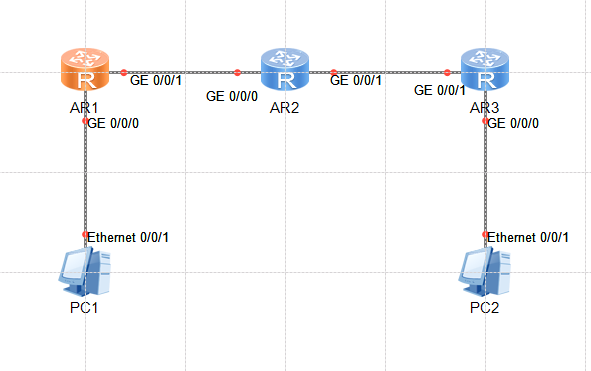 R
R
R
GE 0/0/1
GE 0/0/0
GE 0/0/1
GE 0/0/1
AR1
AR2
AR3
GE 0/0/0
GE 0/0/0
Ethernet 0/0/1
Ethernet 0/0/1
PC1
PC2